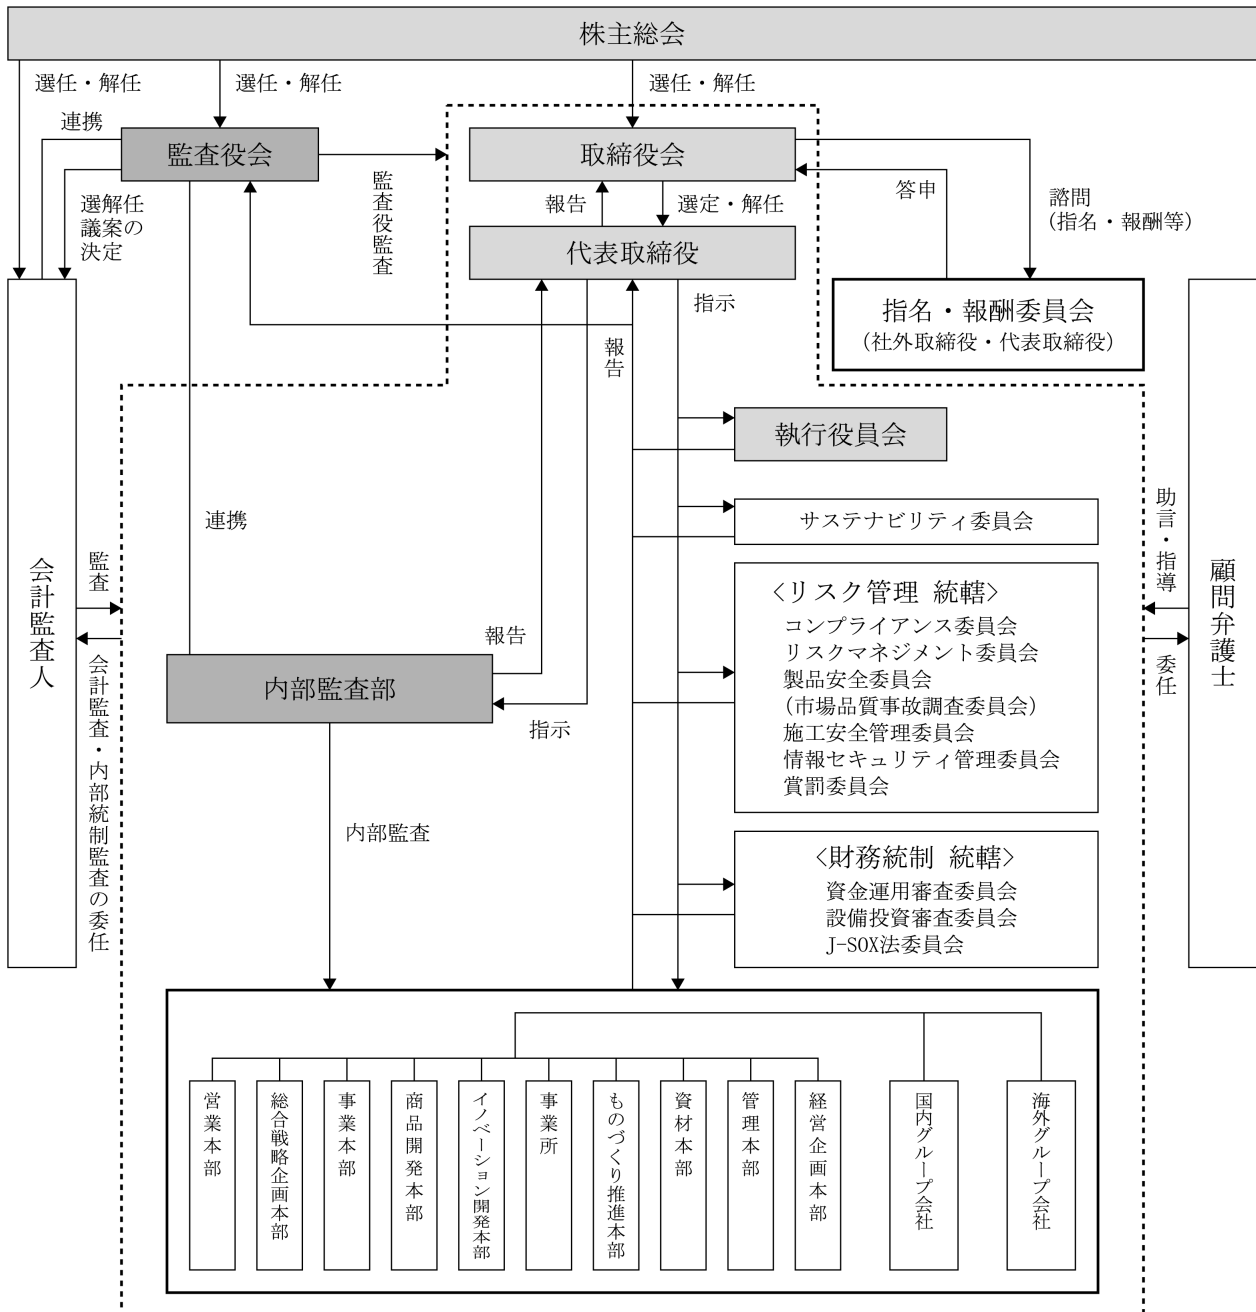 株主総会
選任・解任
選任・解任
選任・解任
連携
監査役会
取締役会
監査役監査
選解任
議案の
決定
報告
選定・解任
答申
諮問
(指名・報酬等)
代表取締役
指示
指名・報酬委員会
(社外取締役・代表取締役)
報告
執行役員会
連携
サステナビリティ委員会
助言・指導
会計監査人
監査
顧問弁護士
<リスク管理 統轄>
コンプライアンス委員会
リスクマネジメント委員会
製品安全委員会
(市場品質事故調査委員会)
施工安全管理委員会
情報セキュリティ管理委員会
賞罰委員会
報告
委任
会計監査・内部統制監査の委任
内部監査部
指示
内部監査
<財務統制 統轄>
資金運用審査委員会
設備投資審査委員会
J-SOX法委員会
営業本部
総合戦略企画本部
事業本部
商品開発本部
イノベーション開発本部
事業所
ものづくり推進本部
資材本部
管理本部
経営企画本部
国内グループ会社
海外グループ会社